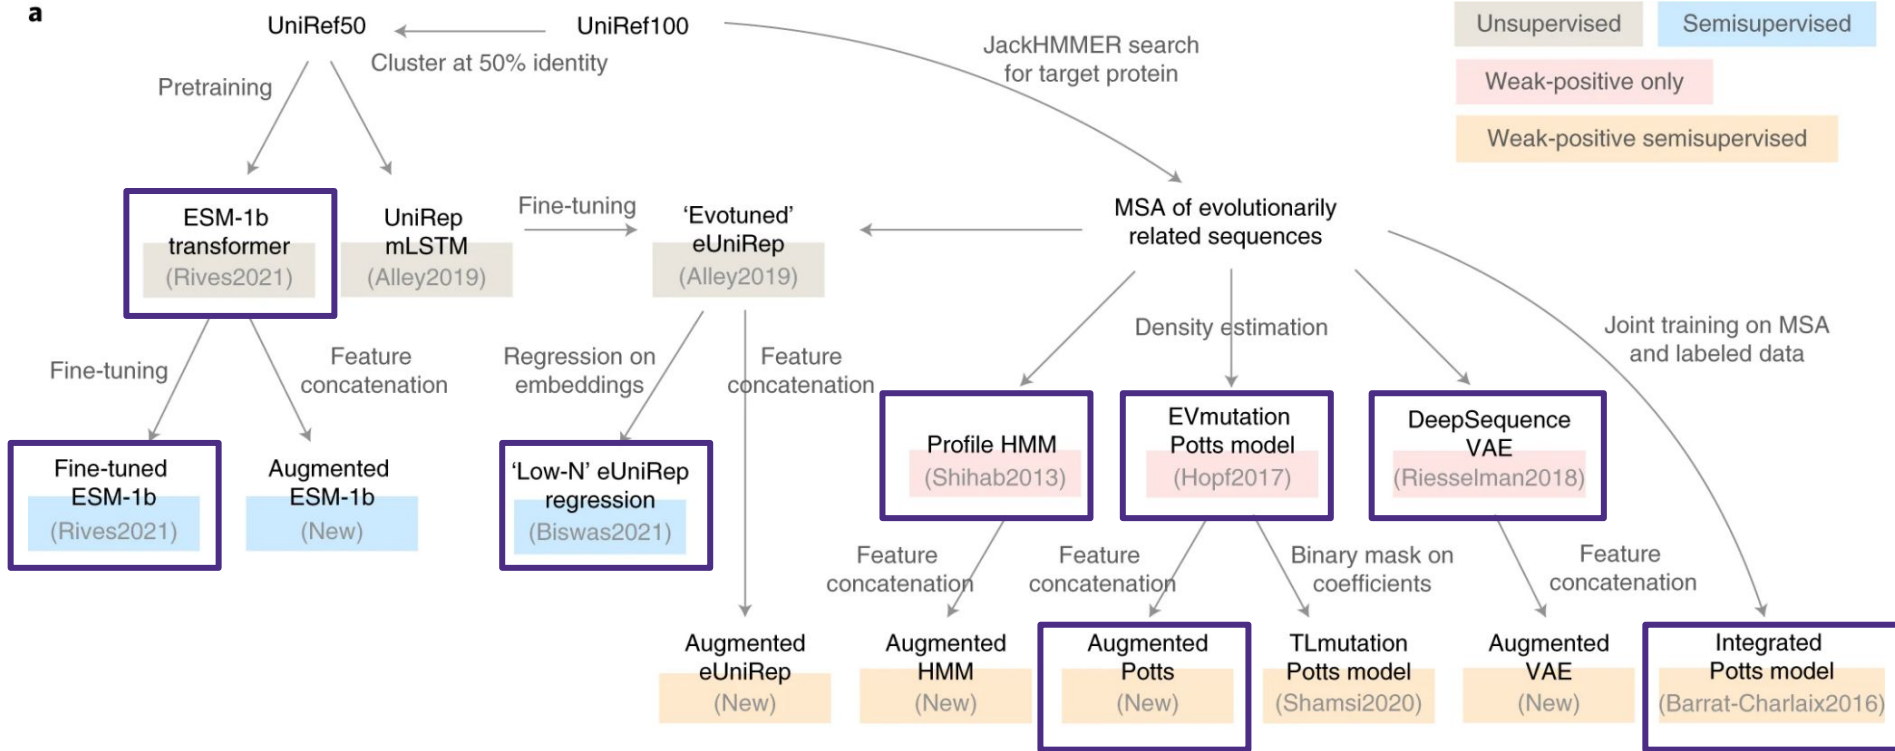 a
UniRef50
UniRef100
Cluster at 50% identity
JackHMMER search
for target protein
Unsupervised
Semisupervised
Weak-positive only
Weak-positive semisupervised
Pretraining
ESM-1b
transformer
(Rives2021)
UniRep
mLSTM
(Alley2019)
Fine-tuning
‘Evotuned’
eUniRep
(Alley2019)
MSA of evolutionarily
related sequences
Fine-tuning
Feature
concatenation
Regression on
embeddings
Feature
concatenation
Density estimation
Joint training on MSA
and labeled data
Fine-tuned
ESM-1b
(Rives2021)
Augmented
ESM-1b
(New)
‘Low-N’ eUniRep
regression
(Biswas2021)
Profile HMM
(Shihab2013)
EVmutation
Potts model
(Hopf2017)
DeepSequence
VAE
(Riesselman2018)
Feature
concatenation
Feature
concatenation
Binary mask on
coefficients
Feature
concatenation
Augmented
eUniRep
(New)
Augmented
HMM
(New)
Augmented
Potts
(New)
TLmutation
Potts model
(Shamsi2020)
Augmented
VAE
(New)
Integrated
Potts model
(Barrat-Charlaix2016)